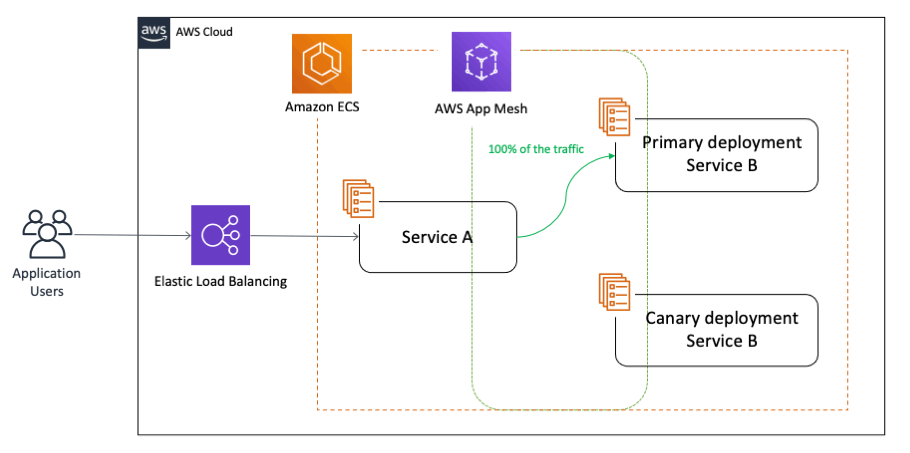 aws
AWS Cloud
Amazon ECS
AWS App Mesh
100% of the traffic
Primary deployment
Service B
Service A
Application
Users
Elastic Load Balancing
Canary deployment
Service B